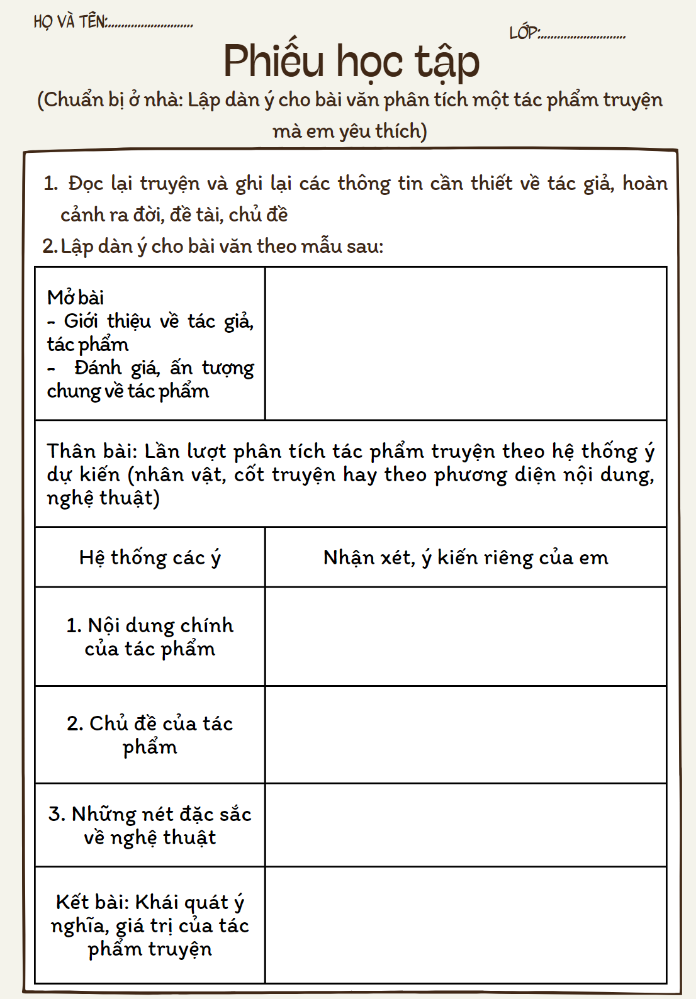 HỌ VÀ TÊN:...........................
LỚP:...........................
Phiếu học tập
(Chuẩn bị ở nhà: Lập dàn ý cho bài văn phân tích một tác phẩm truyện
mà em yêu thích)
1. Đọc lại truyện và ghi lại các thông tin cần thiết về tác giả, hoàn
cảnh ra đời, đề tài, chủ đề
2. Lập dàn ý cho bài văn theo mẫu sau:
Mở bài
- Giới thiệu về tác giả,
tác phẩm
- Đánh giá, ấn tượng
chung về tác phẩm
Thân bài: Lần lượt phân tích tác phẩm truyện theo hệ thống ý
dự kiến (nhân vật, cốt truyện hay theo phương diện nội dung,
nghệ thuật)
Hệ thống các ý
Nhận xét, ý kiến riêng của em
1. Nội dung chính
của tác phẩm
2. Chủ đề của tác
phẩm
3. Những nét đặc sắc
về nghệ thuật
Kết bài: Khái quát ý
nghĩa, giá trị của tác
phẩm truyện